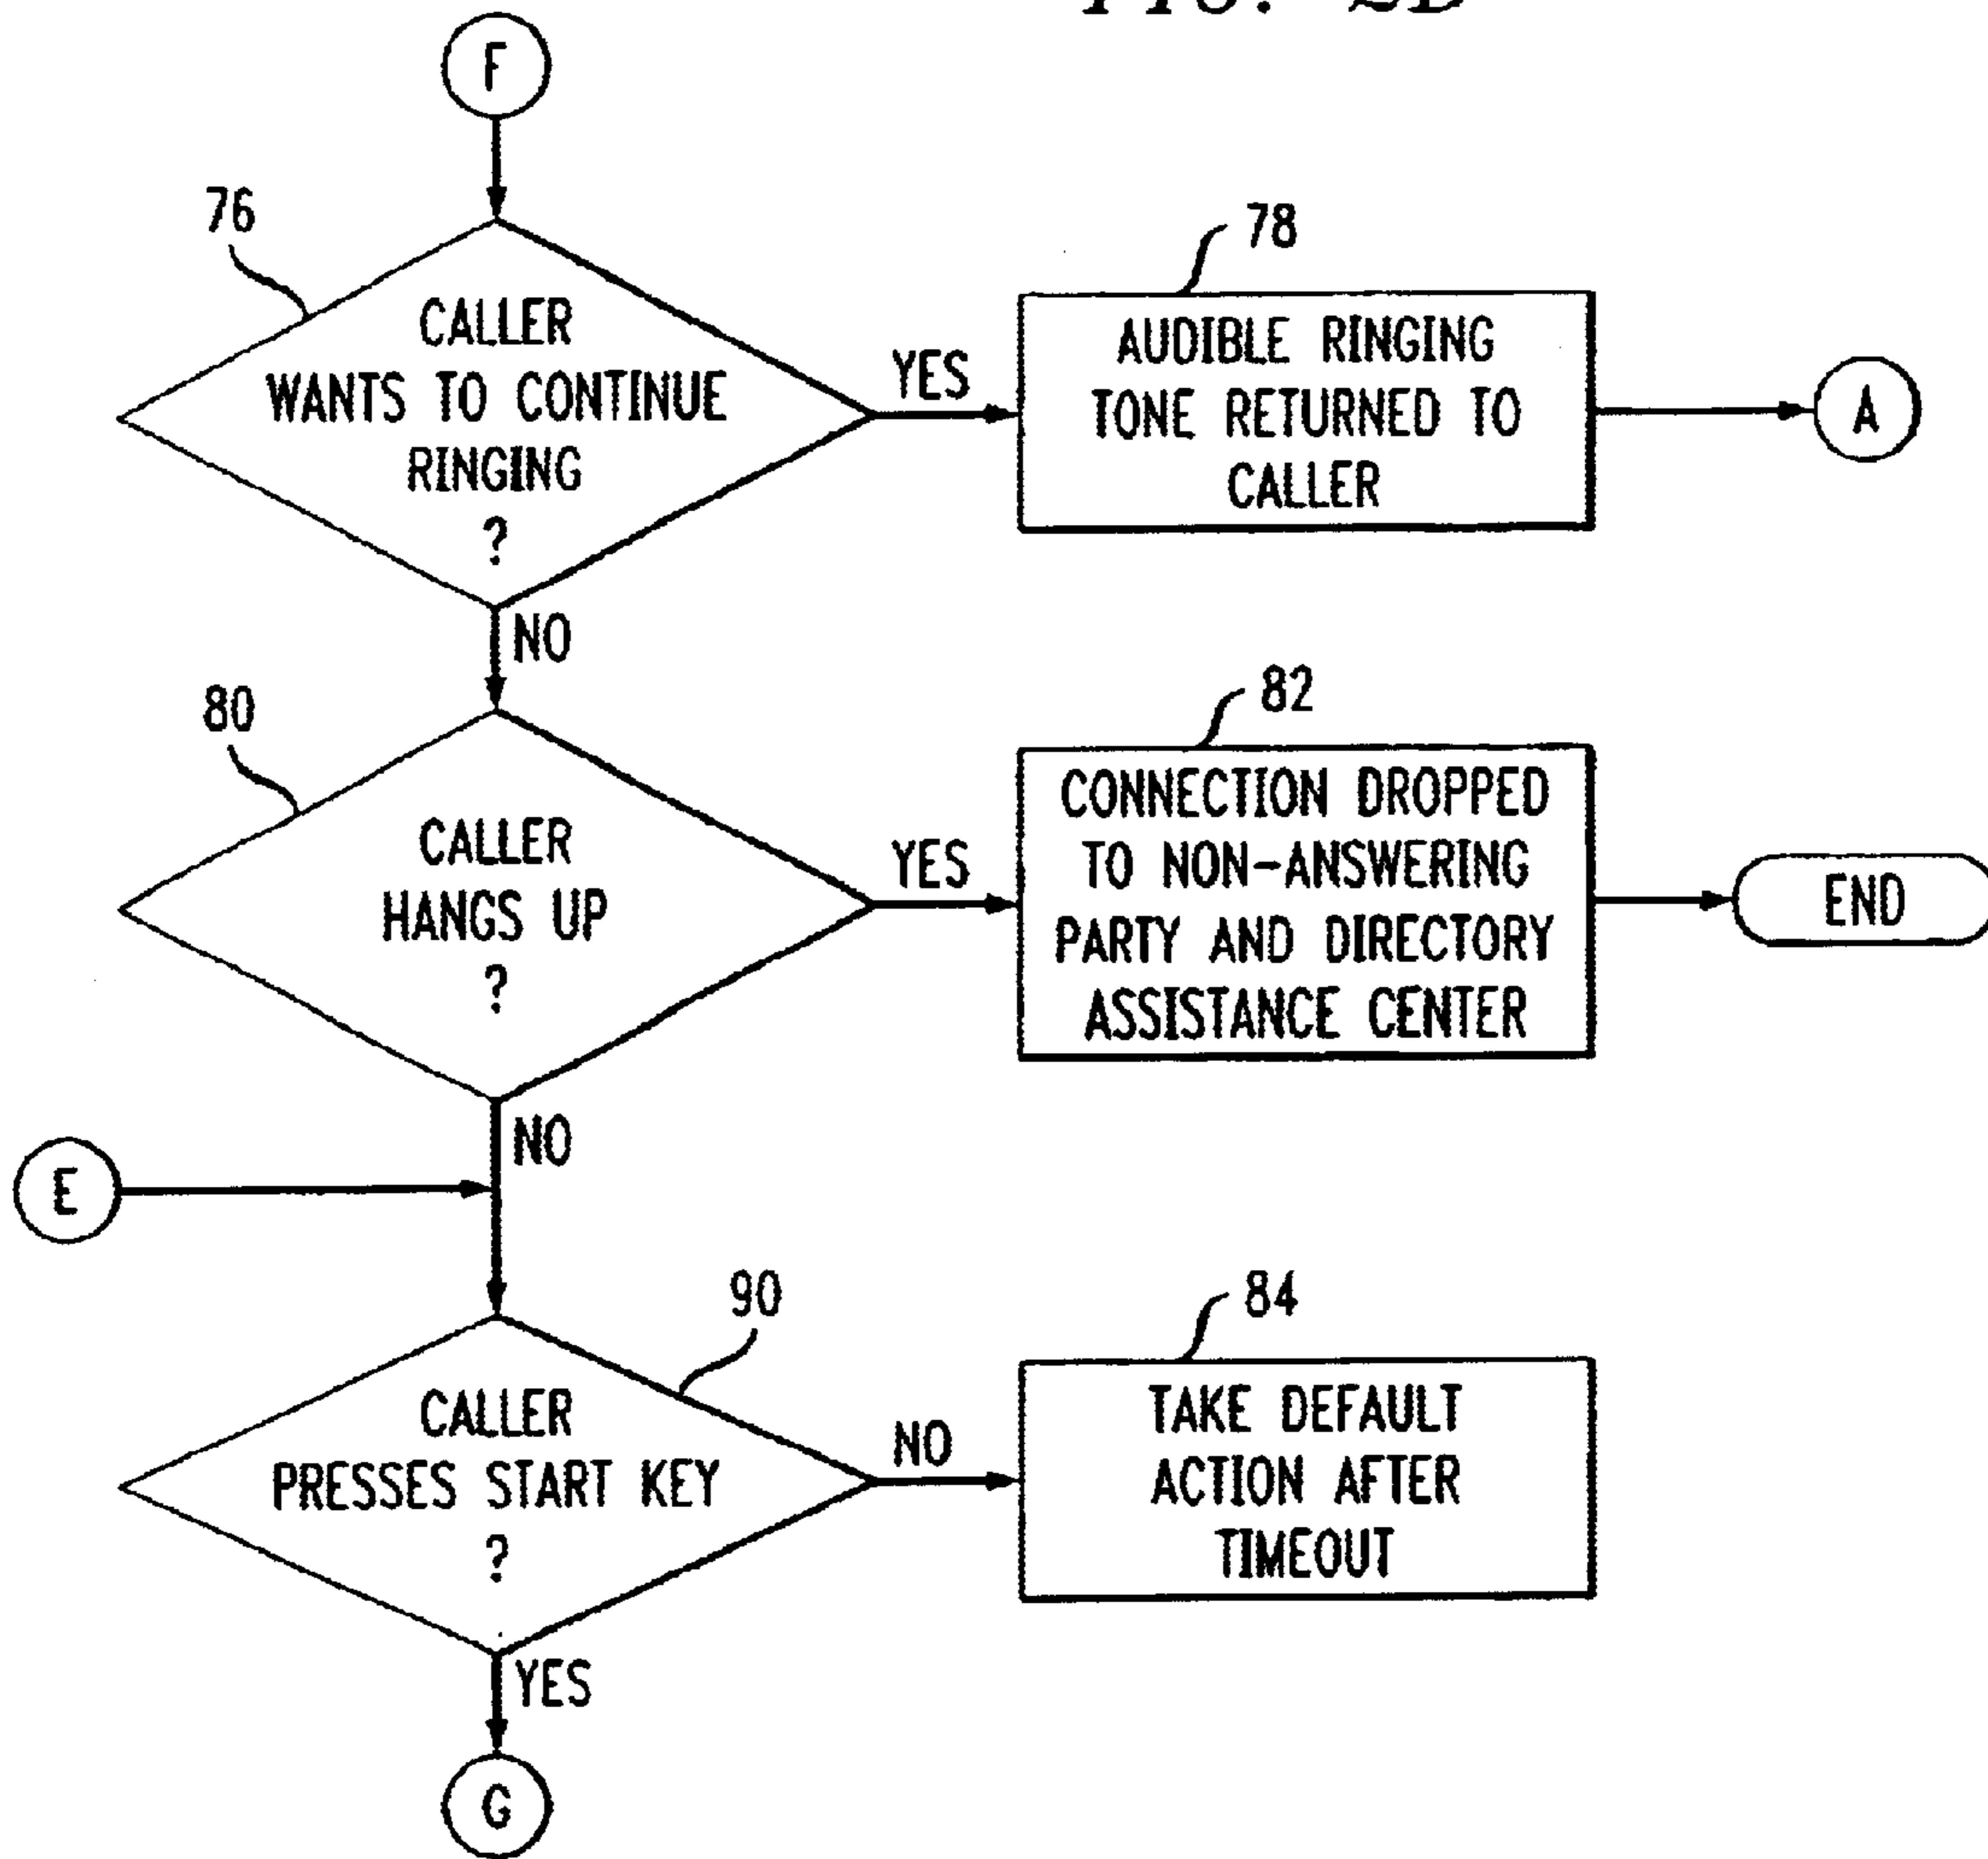 F
76
CALLER
WANTS TO CONTINUE
RINGING
?
YES
78
AUDIBLE RINGING
TONE RETURNED TO
CALLER
A
NO
80
CALLER
HANGS UP
?
YES
82
CONNECTION DROPPED
TO NON-ANSWERING
PARTY AND DIRECTORY
ASSISTANCE CENTER
END
NO
E
90
CALLER
PRESSES START KEY
?
NO
84
TAKE DEFAULT
ACTION AFTER
TIMEOUT
YES
G